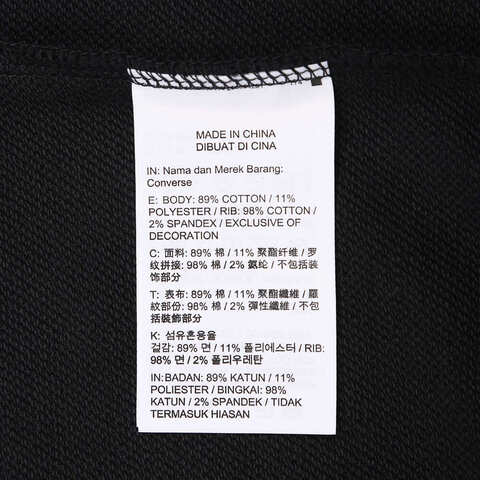 MADE IN CHINA
DIBUAT DI CINA
IN: Nama dan Merek Barang:
Converse
E: BODY: 89% COTTON / 11%
POLYESTER / RIB: 98% COTTON /
2% SPANDEX / EXCLUSIVE OF
DECORATION
C: 面料: 89% 棉 / 11% 聚酯纤维 / 罗
纹拼接: 98% 棉 / 2% 氨纶 / 不包括装
饰部分
T: 表布: 89% 棉 / 11% 聚酯纖維 / 羅
紋部份: 98% 棉 / 2% 彈性纖維 / 不
包括裝飾部分
K: 섬유혼용율
겉감: 89% 면 / 11% 폴리에스터 / RIB:
98% 면 / 2% 폴리우레탄
IN:BADAN: 89% KATUN / 11%
POLIESTER / BINGKAI: 98%
KATUN / 2% SPANDEK / TIDAK
TERMASUK HIASAN